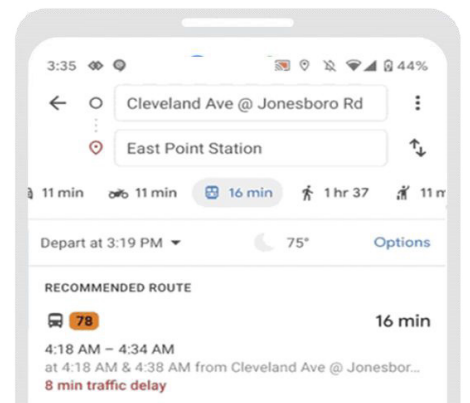 3:35 44%
Cleveland Ave @ Jonesboro Rd
East Point Station
11 min 11 min 16 min 1 hr 37 11 m
Depart at 3:19 PM 75° Options
RECOMMENDED ROUTE
78 16 min
4:18 AM – 4:34 AM
at 4:18 AM & 4:38 AM from Cleveland Ave @ Jonesbor...
8 min traffic delay